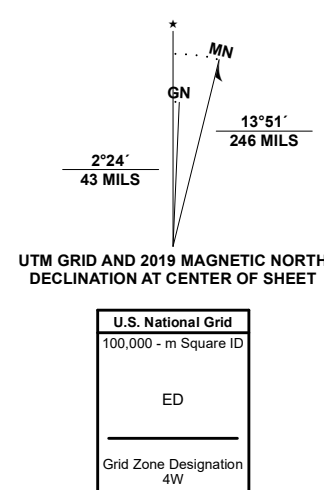 ★
MN
GN
13°51´
246 MILS
2°24´
43 MILS
UTM GRID AND 2019 MAGNETIC NORTH
DECLINATION AT CENTER OF SHEET
U.S. National Grid
100,000 - m Square ID
ED
Grid Zone Designation
4W